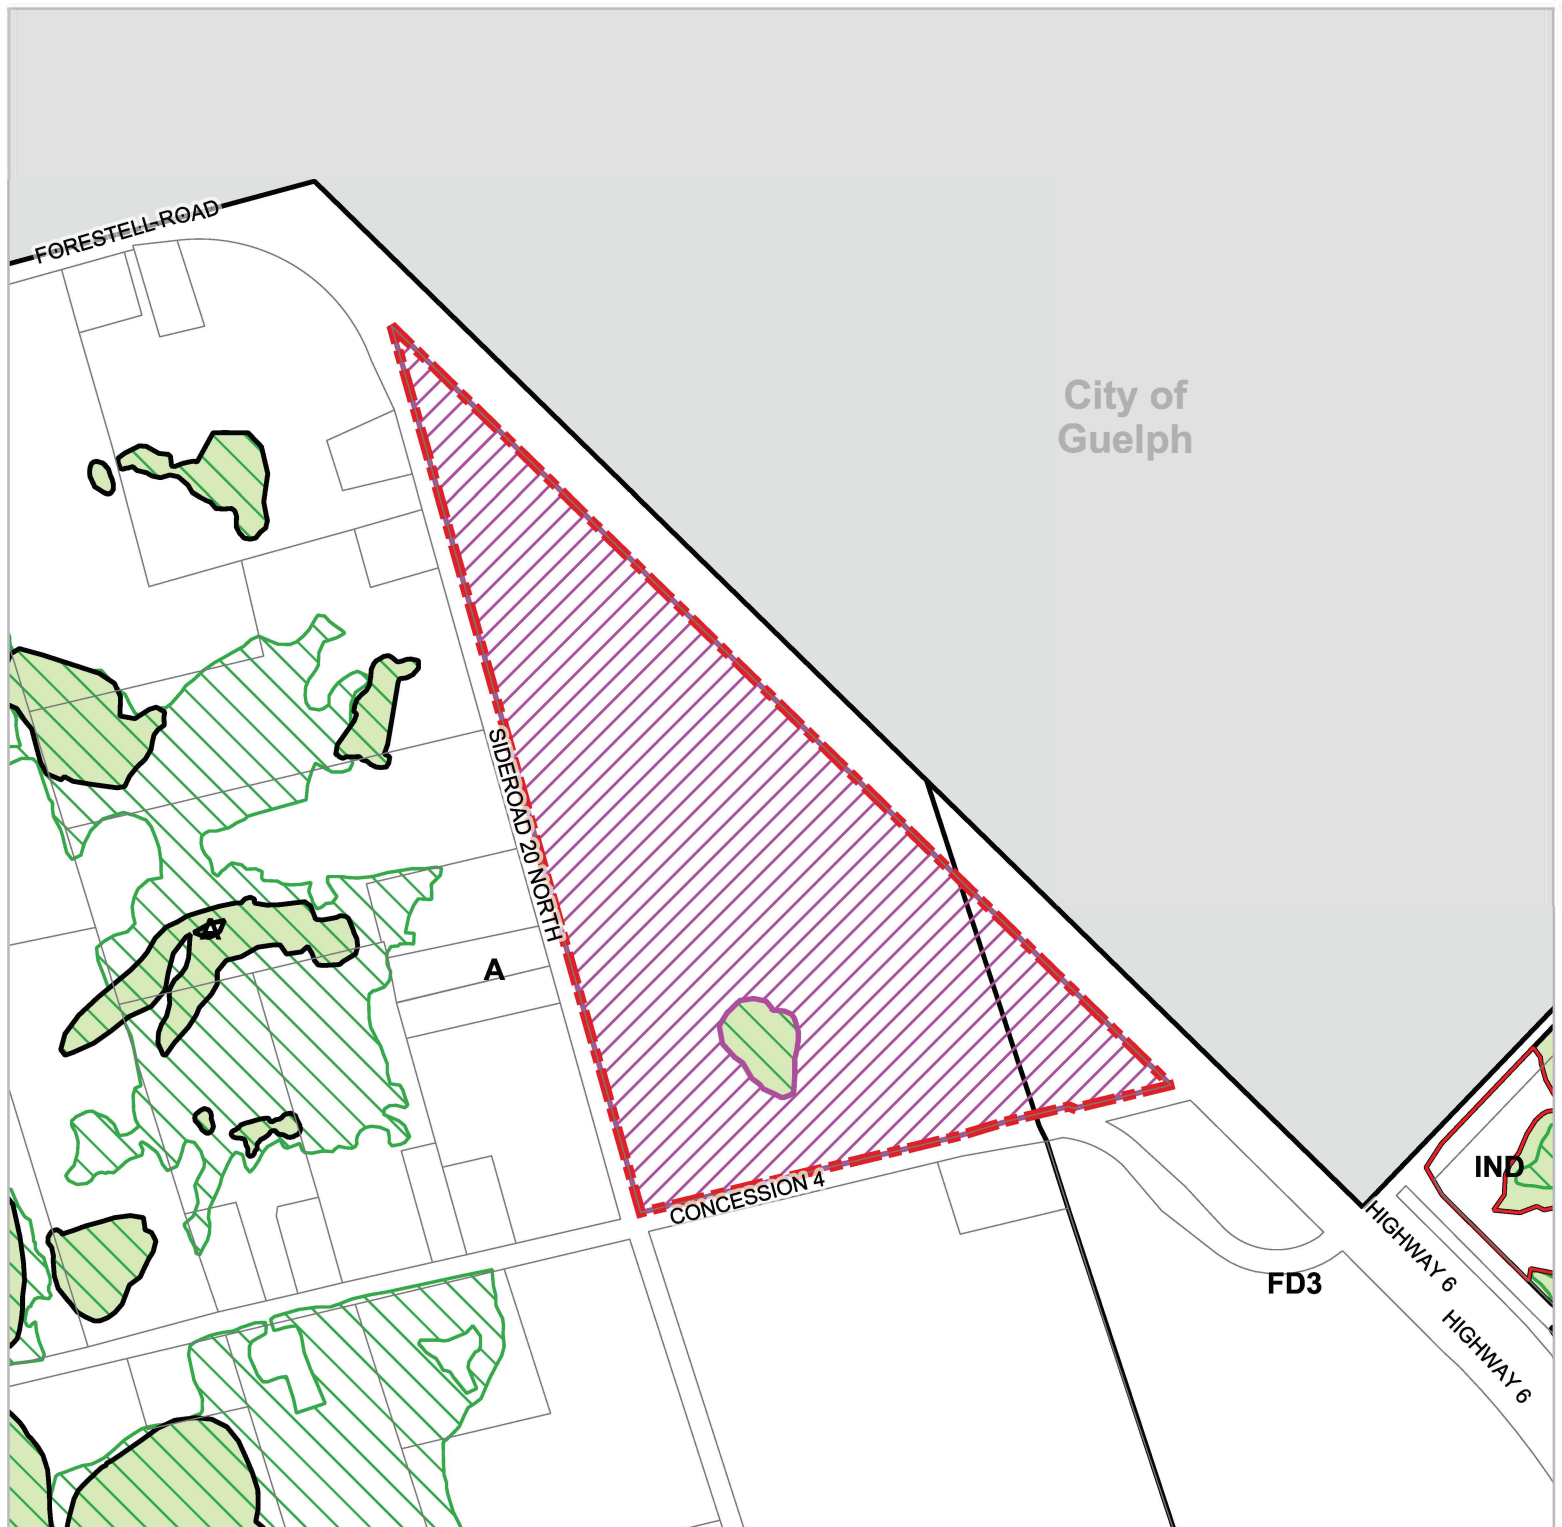 FORESTELL ROAD
City of
Guelph
SIDEROAD 20 NORTH
A
A
CONCESSION 4
IND
HIGHWAY 6
FD3
HIGHWAY 6